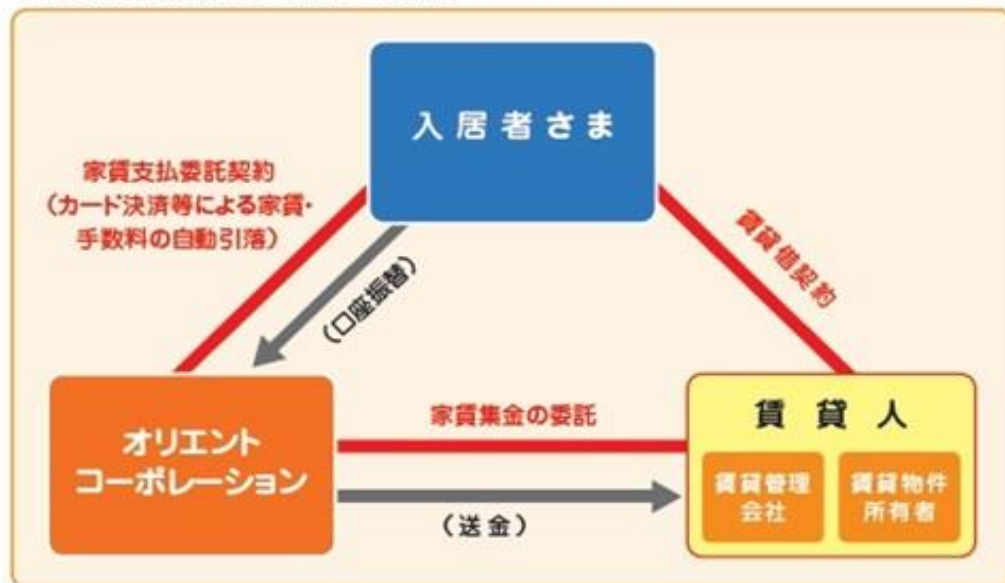 入居者さま
家賃支払委託契約
(カード決済等による家賃・
手数料の自動引落)
(口座振替)
賃貸借契約
オリエント
コーポレーション
家賃集金の委託
(送金)
賃貸人
賃貸管理
会社
賃貸物件
所有者